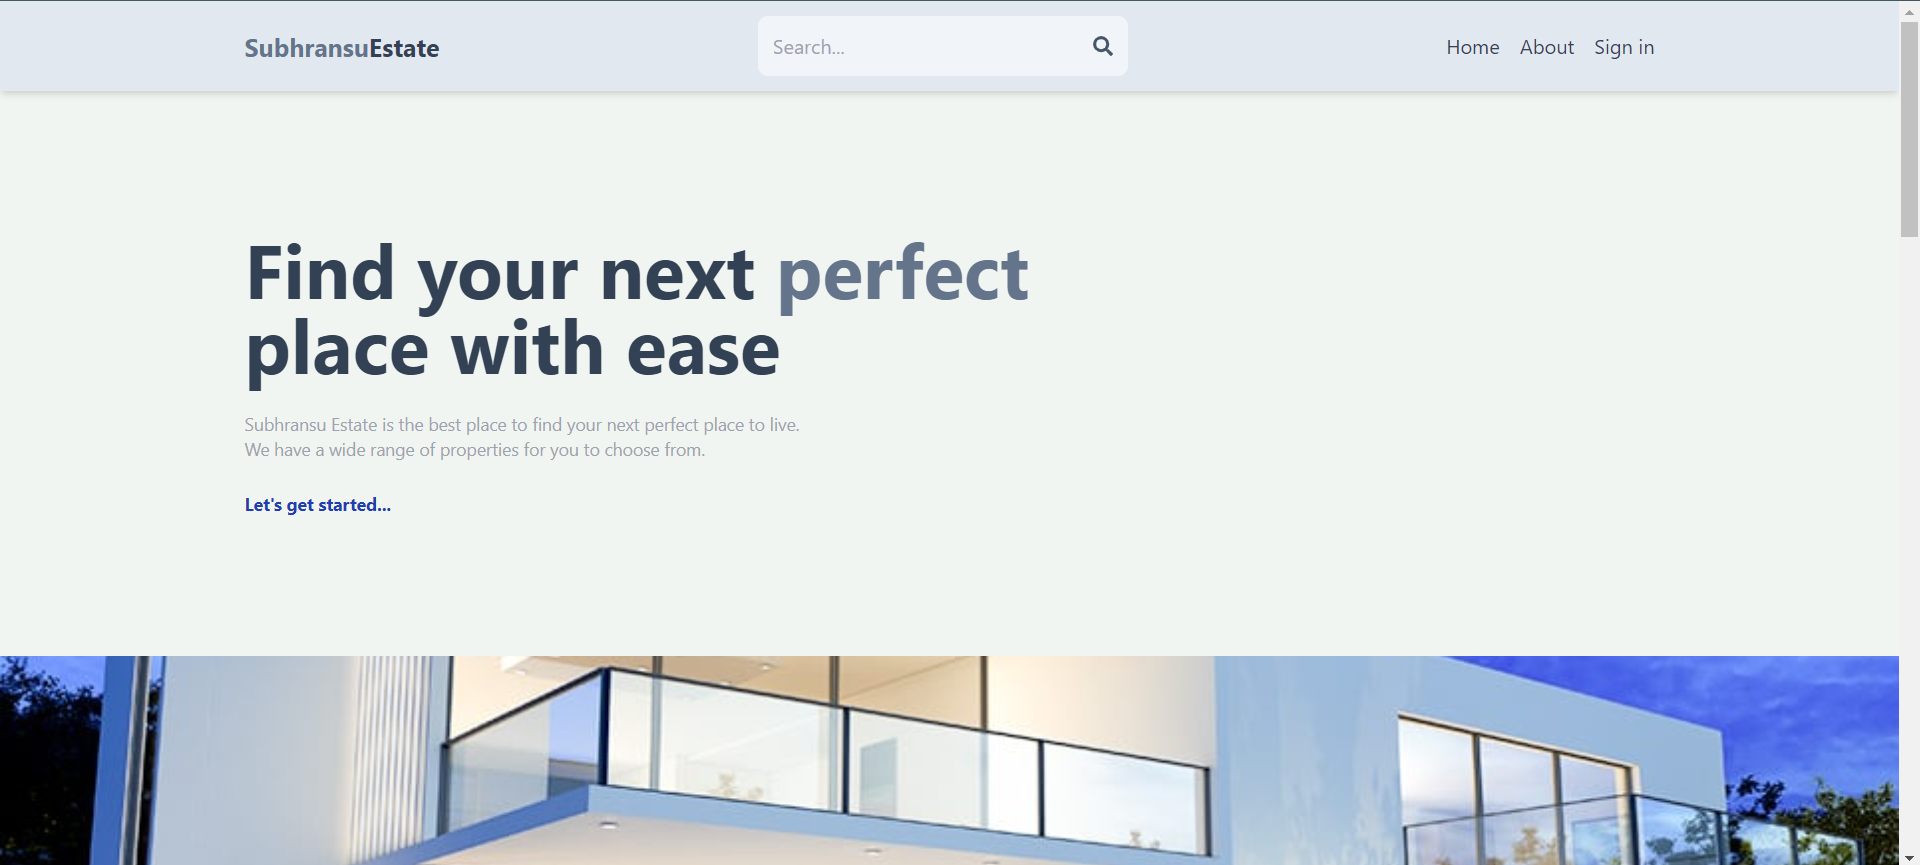 SubhransuEstate
Search...
Home About Sign in
Find your next perfect
place with ease
Subhransu Estate is the best place to find your next perfect place to live.
We have a wide range of properties for you to choose from.
Let's get started...